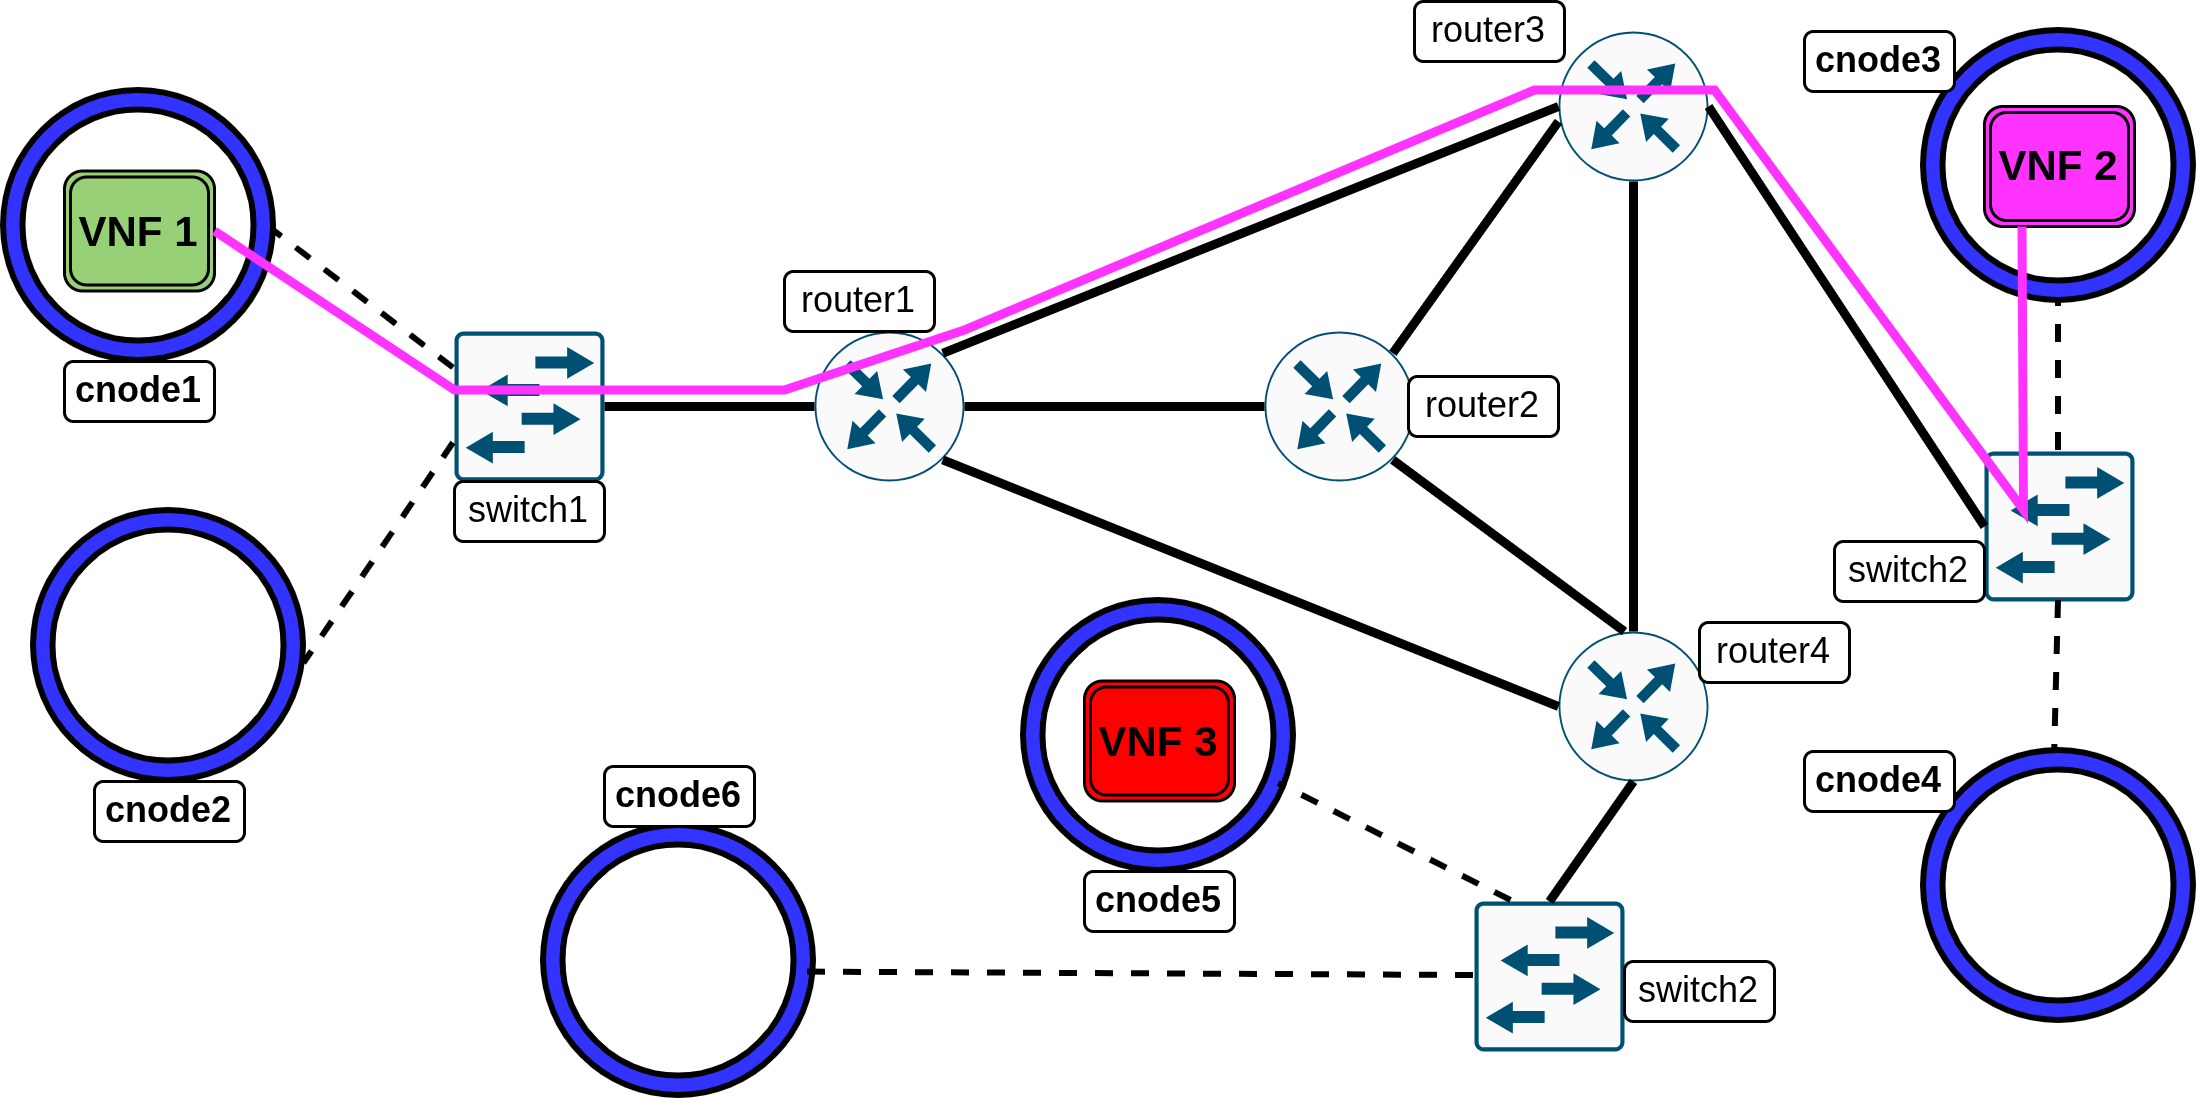 router3
cnode3
VNF 2
VNF 1
router1
cnode1
router2
switch1
switch2
router4
VNF 3
cnode6
cnode4
cnode2
cnode5
switch2